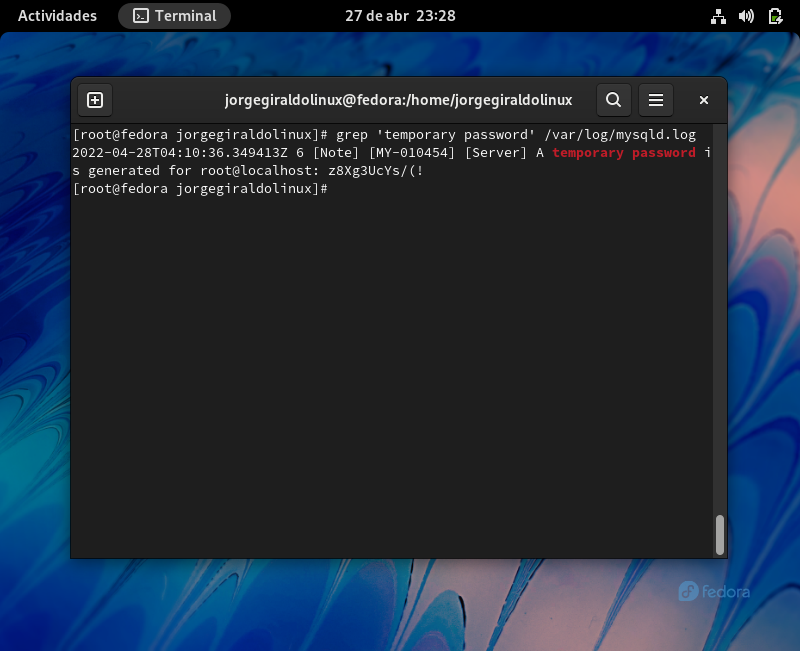 Actividades
Terminal
27 de abr 23:28
jorgegiraldolinux@fedora:/home/jorgegiraldolinux
[root@fedora jorgegiraldolinux]# grep 'temporary password' /var/log/mysqld.log
2022-04-28T04:10:36.349413Z 6 [Note] [MY-010454] [Server] A temporary password i
s generated for root@localhost: z8Xg3UcYs/(!
[root@fedora jorgegiraldolinux]#
fedora